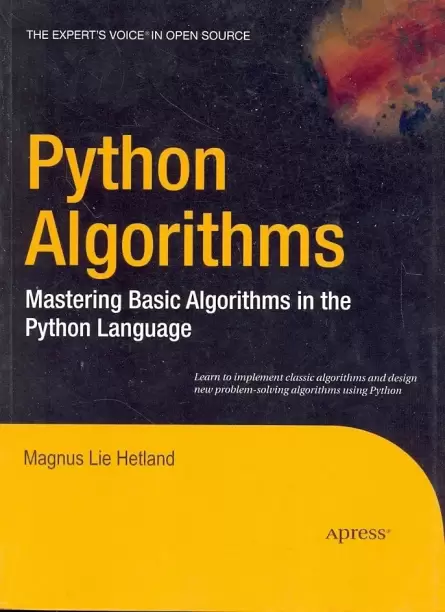 THE EXPERT'S VOICE® IN OPEN SOURCE
Python
Algorithms
Mastering Basic Algorithms in the
Python Language
Learn to implement classic algorithms and design
new problem-solving algorithms using Python
Magnus Lie Hetland
Apress®